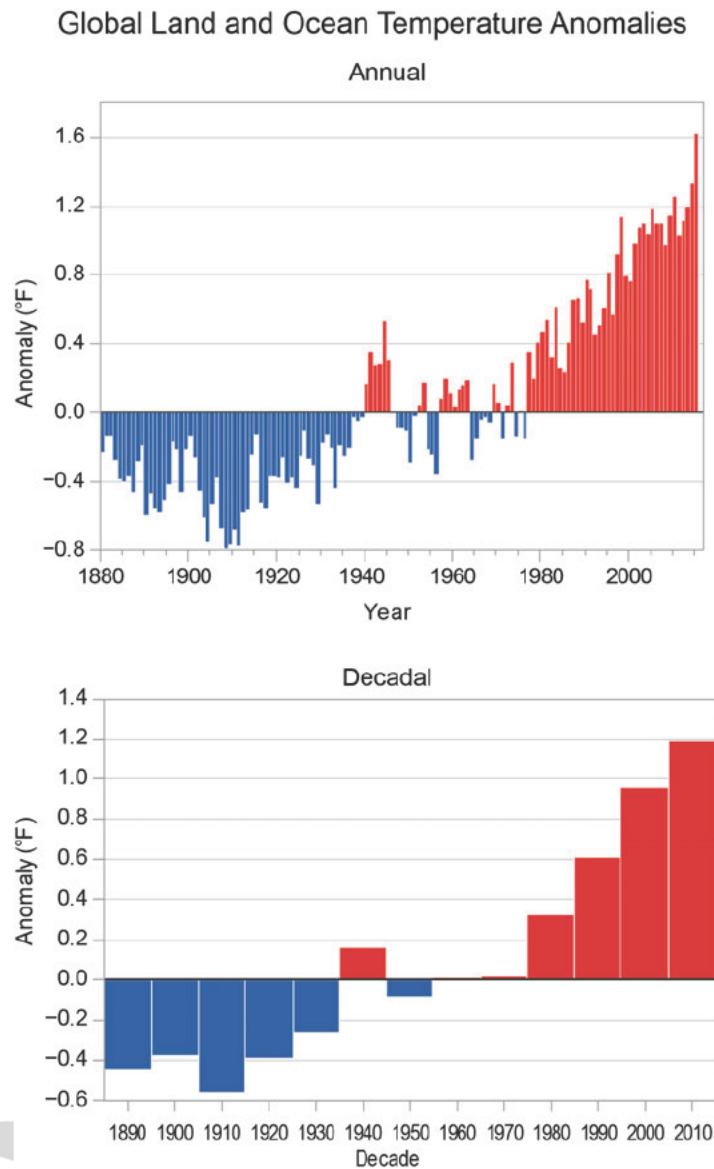 Global Land and Ocean Temperature Anomalies
Annual
1.6
1.2
0.8
0.4
0.0
−0.4
−0.8
Anomaly (°F)
1880 1900 1920 1940 1960 1980 2000
Year
Decadal
1.4
1.2
1.0
0.8
0.6
0.4
0.2
0.0
−0.2
−0.4
−0.6
Anomaly (°F)
1890 1900 1910 1920 1930 1940 1950 1960 1970 1980 1990 2000 2010
Decade